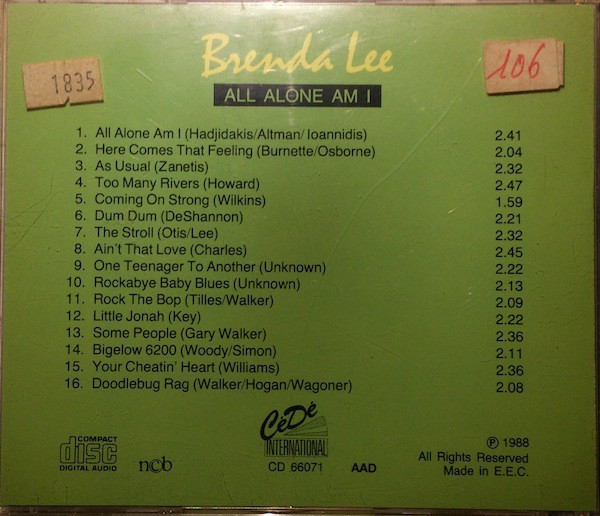 1835
Brenda Lee
106
ALL ALONE AM I
1. All Alone Am I (Hadjidakis/Altman/ Ioannidis) 2.41
2. Here Comes That Feeling (Burnette/Osborne) 2.04
3. As Usual (Zanetis) 2.32
4. Too Many Rivers (Howard) 2.47
5. Coming On Strong (Wilkins) 1.59
6. Dum Dum (DeShannon) 2.21
7. The Stroll (Otis/Lee) 2.32
8. Ain't That Love (Charles) 2.45
9. One Teenager To Another (Unknown) 2.22
10. Rockabye Baby Blues (Unknown) 2.13
11. Rock The Bop (Tilles/Walker) 2.09
12. Little Jonah (Key) 2.22
13. Some People (Gary Walker) 2.36
14. Bigelow 6200 (Woody/Simon) 2.11
15. Your Cheatin' Heart (Williams) 2.36
16. Doodlebug Rag (Walker/Hogan/Wagoner) 2.08
COMPACT
disc
DIGITAL AUDIO
ncb
CéDé
INTERNATIONAL
CD 66071 AAD
℗ 1988
All Rights Reserved
Made in E.E.C.